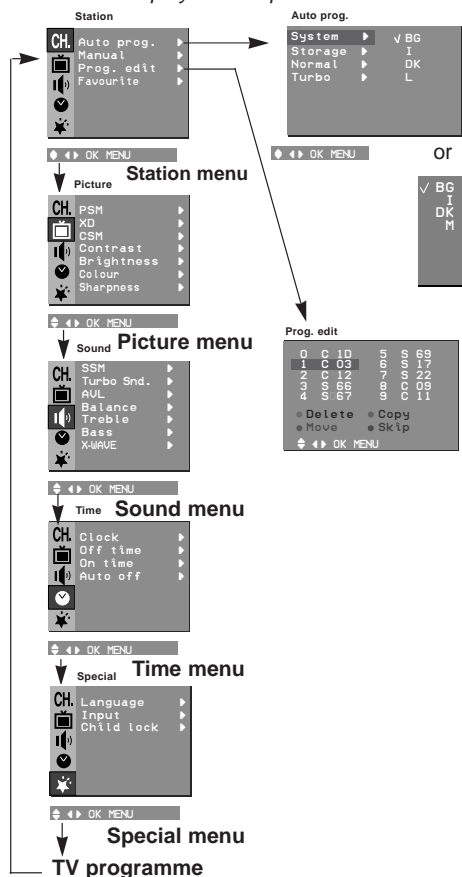 Station
CH.
Auto prog.
Manual
Prog. edit
Favourite
OK MENU
Station menu
Auto prog.
System √ BG
Storage I
Normal DK
Turbo L
OK MENU
or
√ BG
I
DK
M
Picture
CH.
PSM
XD
CSM
Contrast
Brightness
Colour
Sharpness
OK MENU
Picture menu
Prog. edit
0 C 10 5 S 69
1 C 03 6 S 17
2 C 12 7 S 22
3 S 66 8 C 09
4 S 67 9 C 11
Delete Copy
Move Skip
OK MENU
Sound
CH.
SSM
Turbo Snd.
AVL
Balance
Treble
Bass
X-WAVE
OK MENU
Sound menu
Time
CH.
Clock
Off time
On time
Auto off
OK MENU
Time menu
Special
CH.
Language
Input
Child lock
OK MENU
Special menu
TV programme